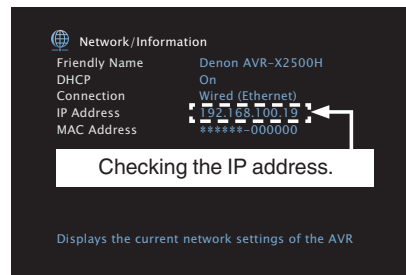 Network/Information
Friendly Name Denon AVR-X2500H
DHCP On
Connection Wired (Ethernet)
IP Address 192.168.100.19
MAC Address ******-000000
Checking the IP address.
Displays the current network settings of the AVR